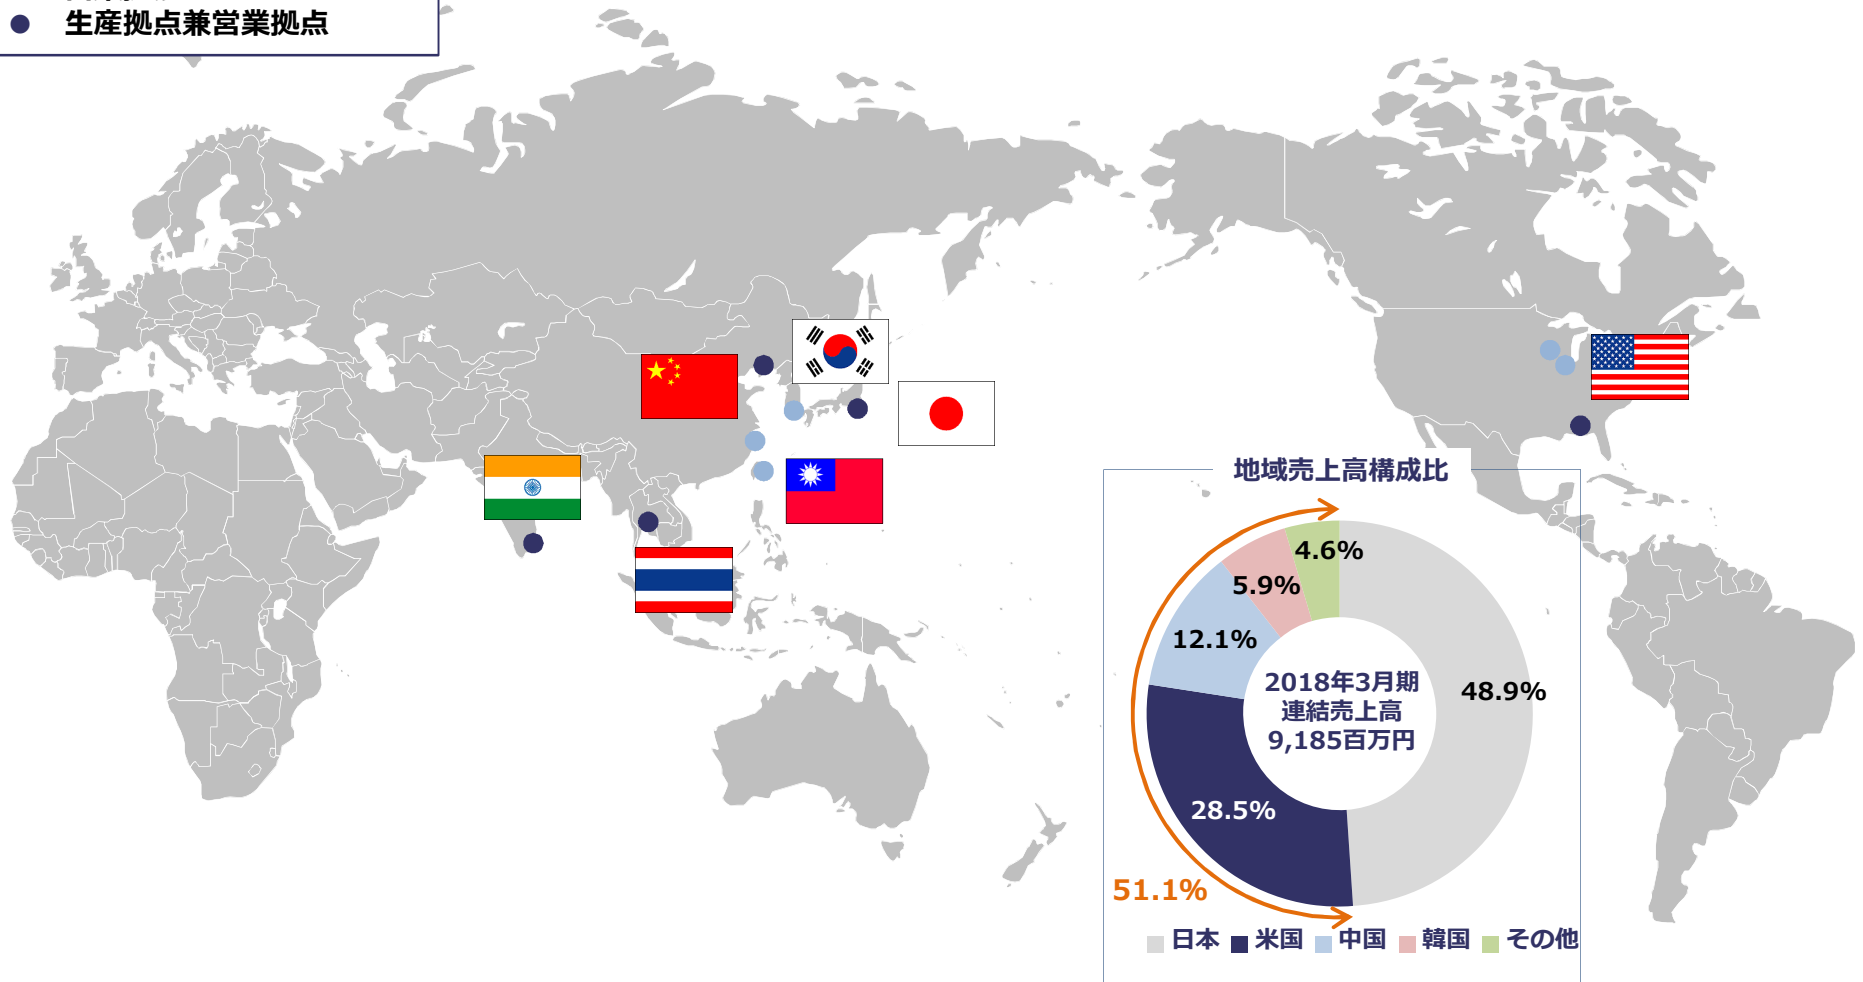 生産拠点兼営業拠点
地域売上高構成比
4.6%
5.9%
12.1%
48.9%
28.5%
2018年3月期
連結売上高
9,185百万円
51.1%
日本 米国 中国 韓国 その他